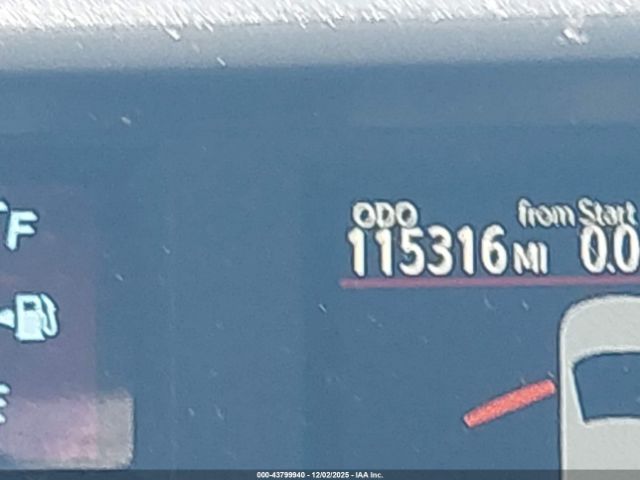 ODO from Start
115316 MI 0.0
F
E
000-43799940 - 12/02/2025 - IAA Inc.